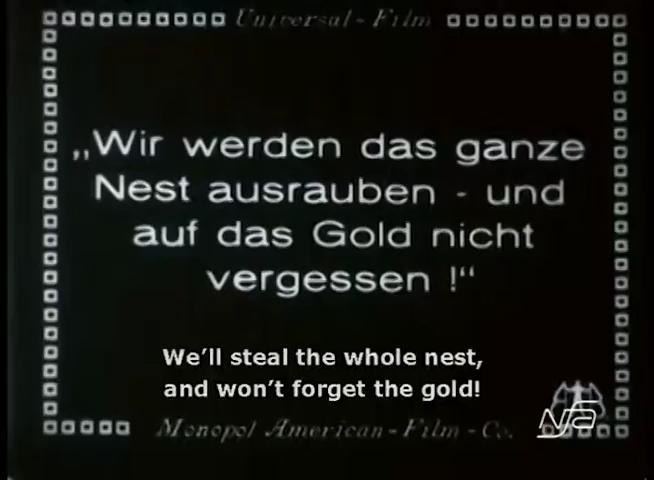 Universal-Film
„Wir werden das ganze
Nest ausrauben - und
auf das Gold nicht
vergessen !“
We'll steal the whole nest,
and won't forget the gold!
Monopol American-Film-Co.
nfa